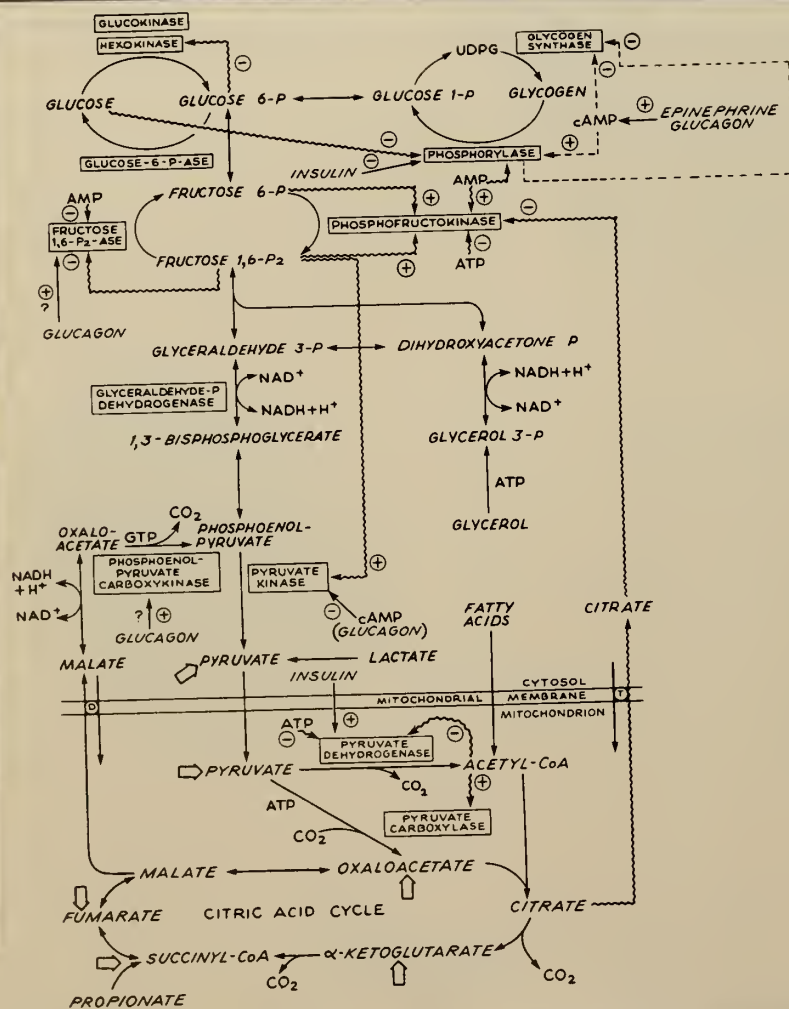 GLUCOKINASE
HEXOKINASE
⊖
GLUCOSE
GLUCOSE 6-P
GLUCOSE-6-P-ASE
UDPG
GLYCOGEN
SYNTHASE
⊖
⊖
GLUCOSE 1-P
GLYCOGEN
cAMP
⊕
EPINEPHRINE
GLUCAGON
⊖
⊕
INSULIN
⊖
PHOSPHORYLASE
AMP
⊖
FRUCTOSE
1,6-P2-ASE
⊖
⊕
?
GLUCAGON
FRUCTOSE 6-P
⊕
AMP
⊕
PHOSPHOFRUCTOKINASE
⊖
FRUCTOSE 1,6-P2
⊕
⊖
ATP
GLYCERALDEHYDE 3-P
DIHYDROXYACETONE P
GLYCERALDEHYDE-P
DEHYDROGENASE
NAD+
NADH+H+
NADH+H+
NAD+
1,3-BISPHOSPHOGLYCERATE
GLYCEROL 3-P
ATP
GLYCEROL
CO2
OXALO-
ACETATE
GTP
PHOSPHOENOL-
PYRUVATE
PHOSPHOENOL-
PYRUVATE
CARBOXYKINASE
PYRUVATE
KINASE
⊕
NADH
+H+
NAD+
? ⊕
GLUCAGON
⊖
cAMP
(GLUCAGON)
FATTY
ACIDS
CITRATE
MALATE
PYRUVATE
LACTATE
INSULIN
CYTOSOL
MITOCHONDRIAL MEMBRANE
MITOCHONDRION
D
T
ATP
⊖
⊕
PYRUVATE
DEHYDROGENASE
⊖
PYRUVATE
CO2
ACETYL-CoA
⊕
ATP
PYRUVATE
CARBOXYLASE
CO2
MALATE
OXALOACETATE
FUMARATE
CITRIC ACID CYCLE
CITRATE
SUCCINYL-CoA
α-KETOGLUTARATE
CO2
CO2
PROPIONATE